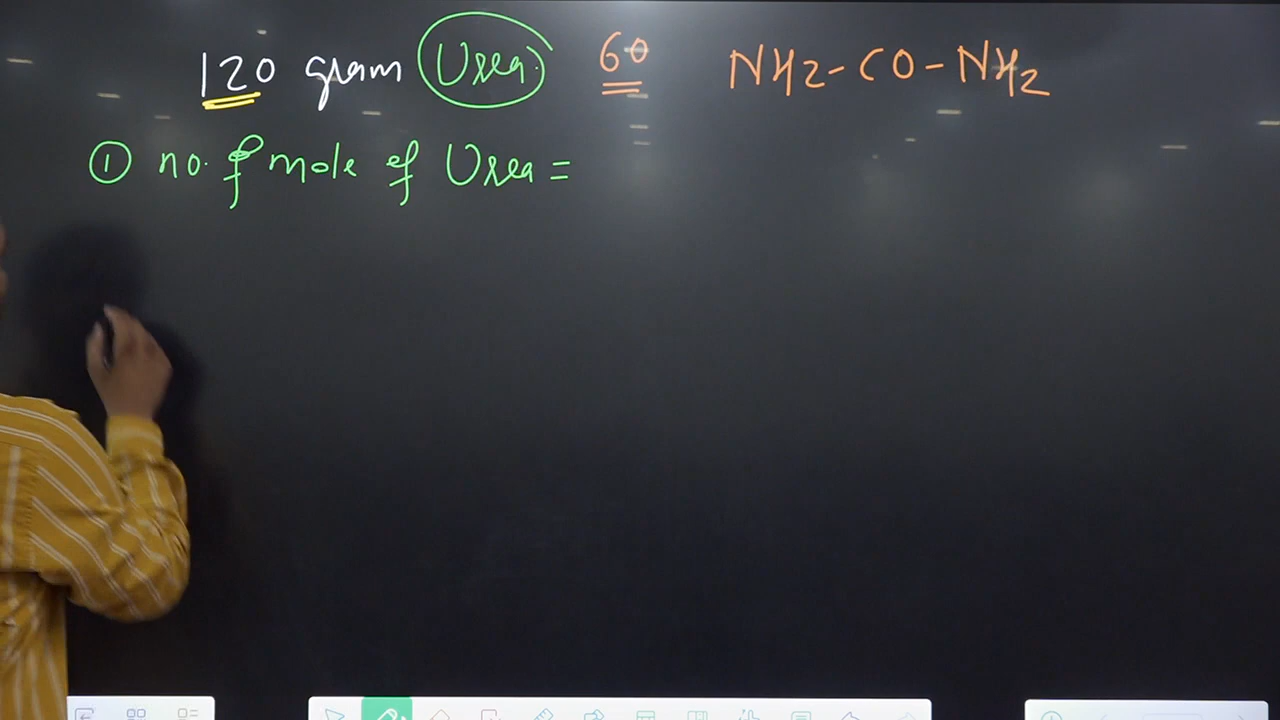 120 gram Urea. 60 NH2-CO-NH2
① no. of mole of Urea =